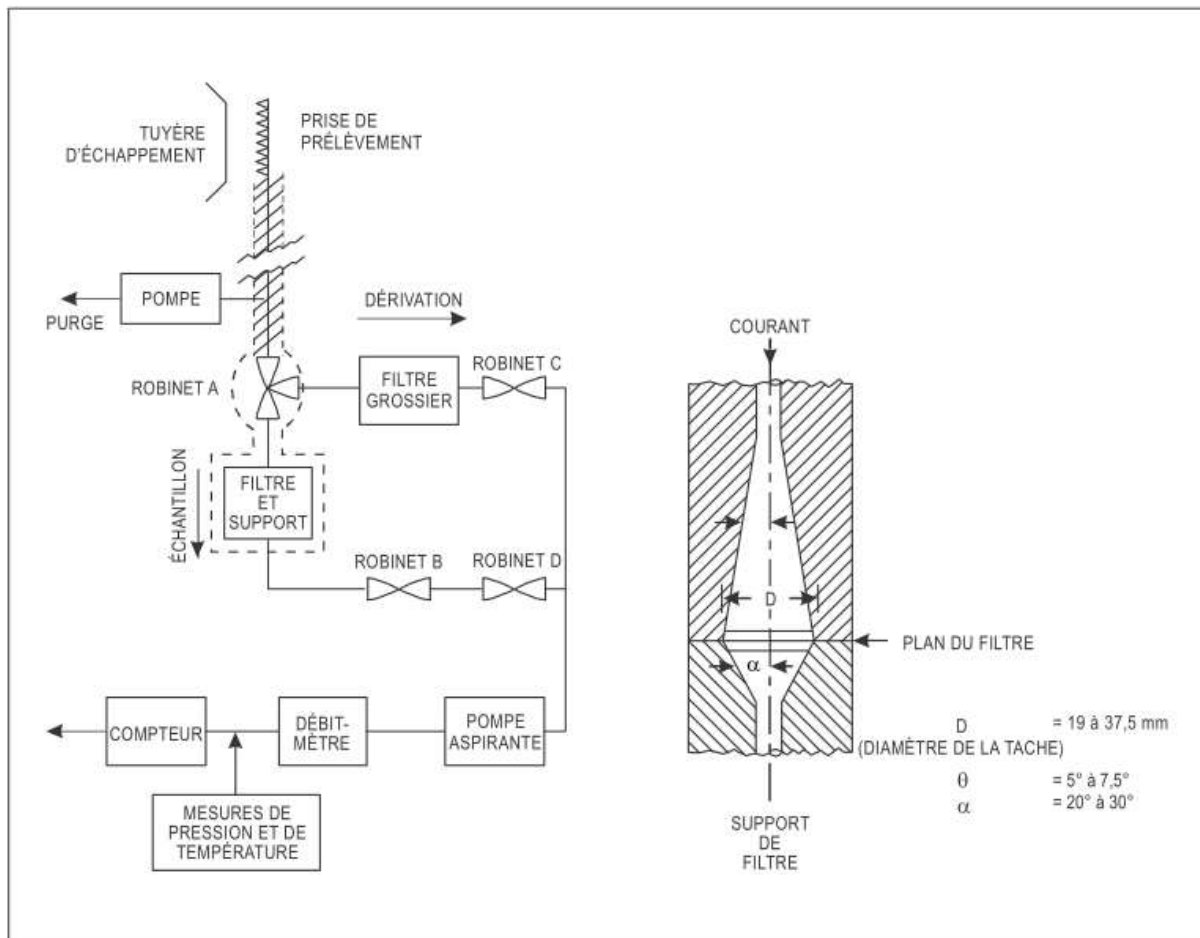 TUYÈRE
D'ÉCHAPPEMENT
PRISE DE
PRÉLÈVEMENT
POMPE
PURGE
DÉRIVATION
ROBINET A
FILTRE
GROSSIER
ROBINET C
ÉCHANTILLON
FILTRE
ET
SUPPORT
ROBINET B
ROBINET D
COMPTEUR
DÉBIT-
MÈTRE
POMPE
ASPIRANTE
MESURES DE
PRESSION ET DE
TEMPÉRATURE
COURANT
D
α
PLAN DU FILTRE
SUPPORT
DE
FILTRE
D = 19 à 37,5 mm
(DIAMÈTRE DE LA TACHE)
θ = 5° à 7,5°
α = 20° à 30°